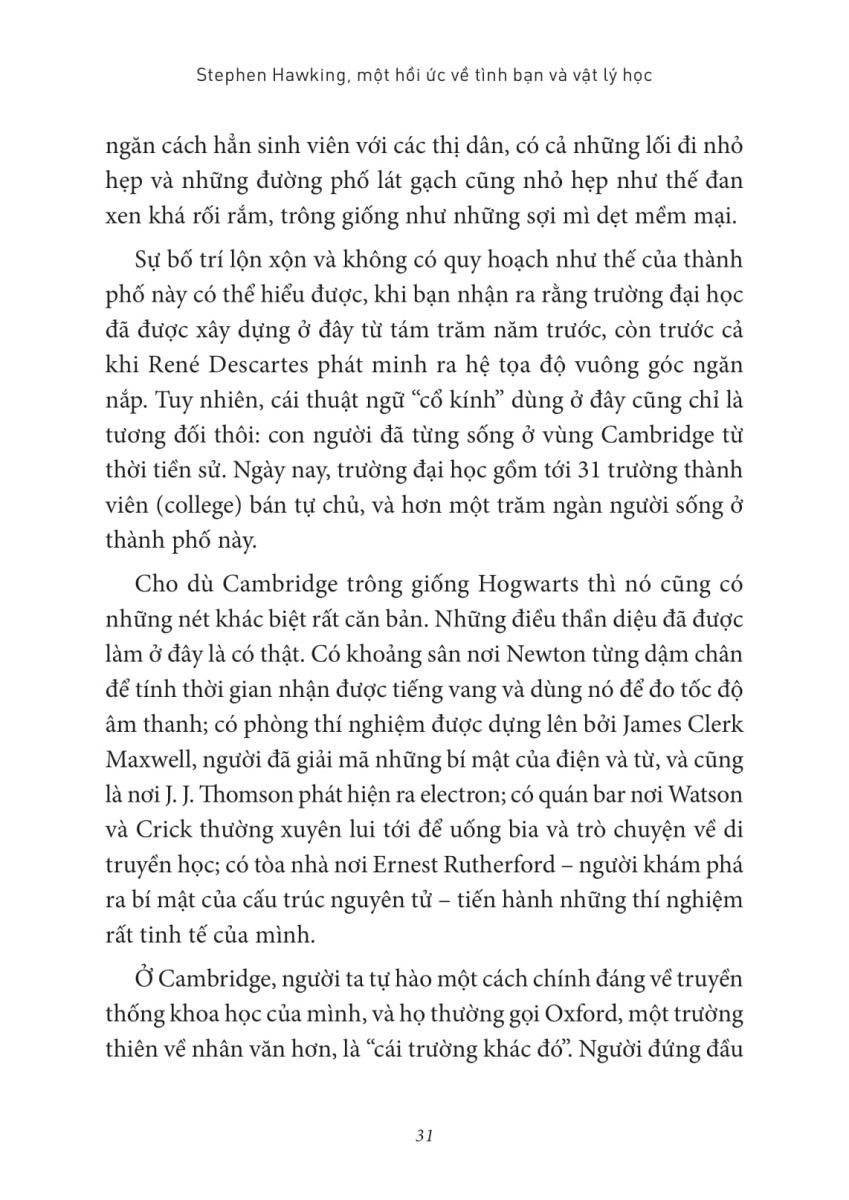 Stephen Hawking, một hồi ức về tình bạn và vật lý học
ngăn cách hẳn sinh viên với các thị dân, có cả những lối đi nhỏ
hẹp và những đường phố lát gạch cũng nhỏ hẹp như thế đan
xen khá rối rắm, trông giống như những sợi mì dẹt mềm mại.
Sự bố trí lộn xộn và không có quy hoạch như thế của thành
phố này có thể hiểu được, khi bạn nhận ra rằng trường đại học
đã được xây dựng ở đây từ tám trăm năm trước, còn trước cả
khi René Descartes phát minh ra hệ tọa độ vuông góc ngăn
nắp. Tuy nhiên, cái thuật ngữ “cổ kính” dùng ở đây cũng chỉ là
tương đối thôi: con người đã từng sống ở vùng Cambridge từ
thời tiền sử. Ngày nay, trường đại học gồm tới 31 trường thành
viên (college) bán tự chủ, và hơn một trăm ngàn người sống ở
thành phố này.
Cho dù Cambridge trông giống Hogwarts thì nó cũng có
những nét khác biệt rất căn bản. Những điều thần diệu đã được
làm ở đây là có thật. Có khoảng sân nơi Newton từng dậm chân
để tính thời gian nhận được tiếng vang và dùng nó để đo tốc độ
âm thanh; có phòng thí nghiệm được dựng lên bởi James Clerk
Maxwell, người đã giải mã những bí mật của điện và từ, và cũng
là nơi J. J. Thomson phát hiện ra electron; có quán bar nơi Watson
và Crick thường xuyên lui tới để uống bia và trò chuyện về di
truyền học; có tòa nhà nơi Ernest Rutherford – người khám phá
ra bí mật của cấu trúc nguyên tử – tiến hành những thí nghiệm
rất tinh tế của mình.
Ở Cambridge, người ta tự hào một cách chính đáng về truyền
thống khoa học của mình, và họ thường gọi Oxford, một trường
thiên về nhân văn hơn, là “cái trường khác đó”. Người đứng đầu
31